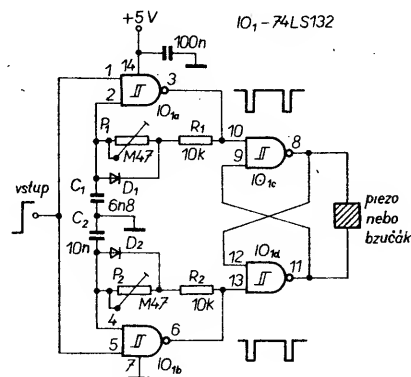 +5 V
IO₁ – 74LS132
100n
14
1
2
3
IO₁ₐ
P₁
M47
R₁
10k
10
9
8
IO₁c
vstup
C₁
6n8
D₁
C₂
10n
D₂
piezo
nebo
bzučák
12
13
11
IO₁d
P₂
M47
R₂
10k
4
5
6
7
IO₁b